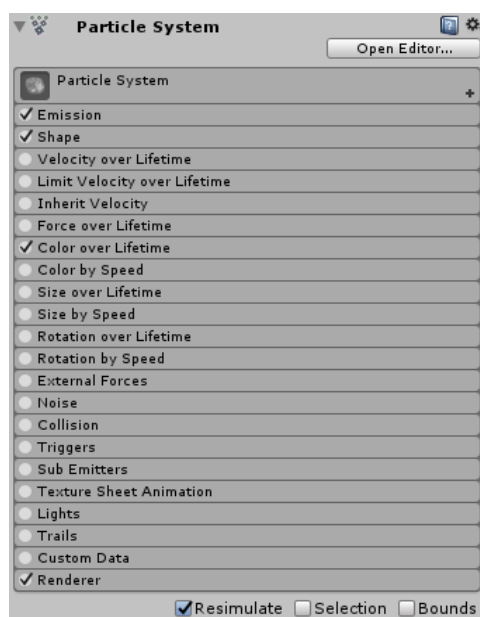 Particle System
Open Editor...
Particle System
Emission
Shape
Velocity over Lifetime
Limit Velocity over Lifetime
Inherit Velocity
Force over Lifetime
Color over Lifetime
Color by Speed
Size over Lifetime
Size by Speed
Rotation over Lifetime
Rotation by Speed
External Forces
Noise
Collision
Triggers
Sub Emitters
Texture Sheet Animation
Lights
Trails
Custom Data
Renderer
Resimulate Selection Bounds